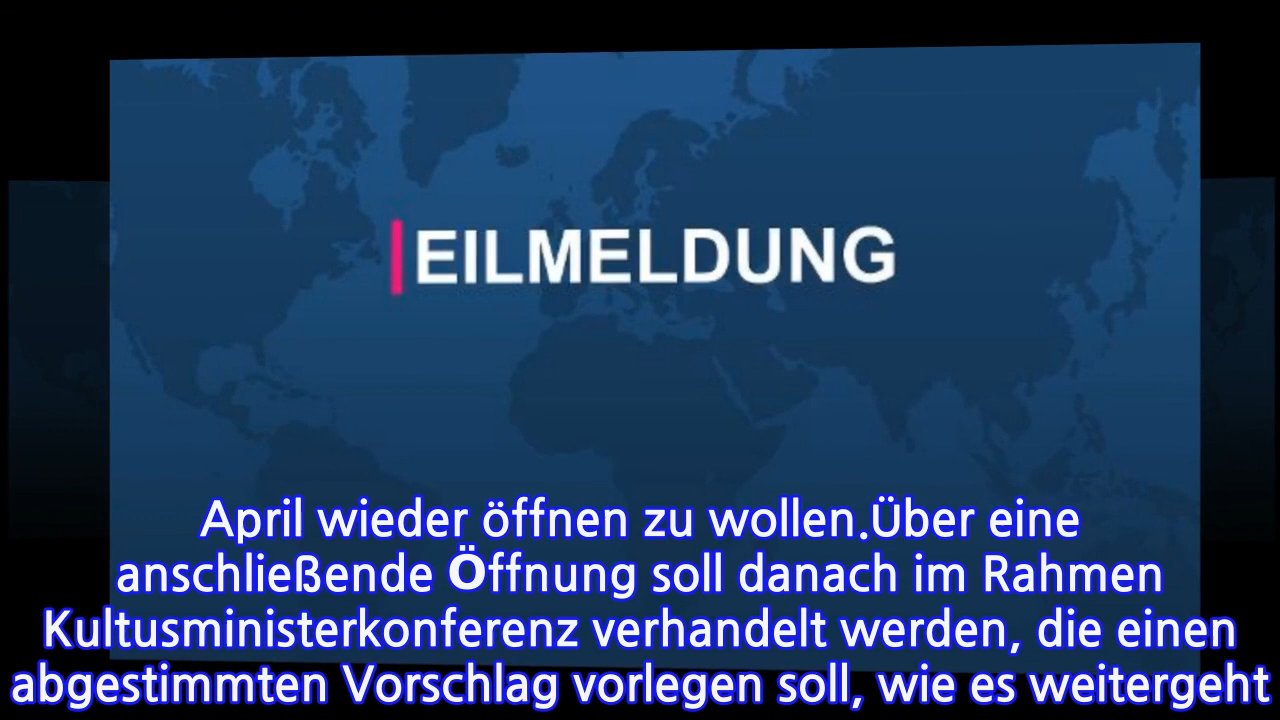 EILMELDUNG
April wieder öffnen zu wollen.Über eine
anschließende Öffnung soll danach im Rahmen
Kultusministerkonferenz verhandelt werden, die einen
abgestimmten Vorschlag vorlegen soll, wie es weitergeht